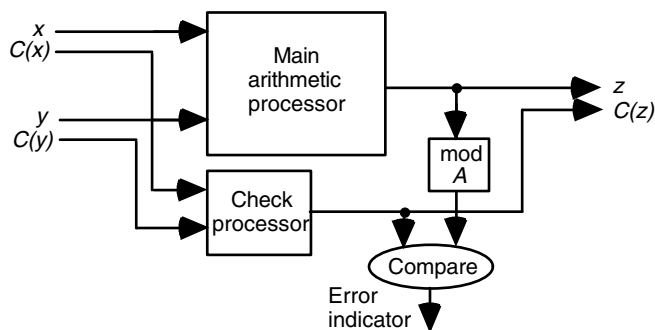 x
C(x)
Main
arithmetic
processor
z
C(z)
y
C(y)
mod
A
Check
processor
Compare
Error
indicator